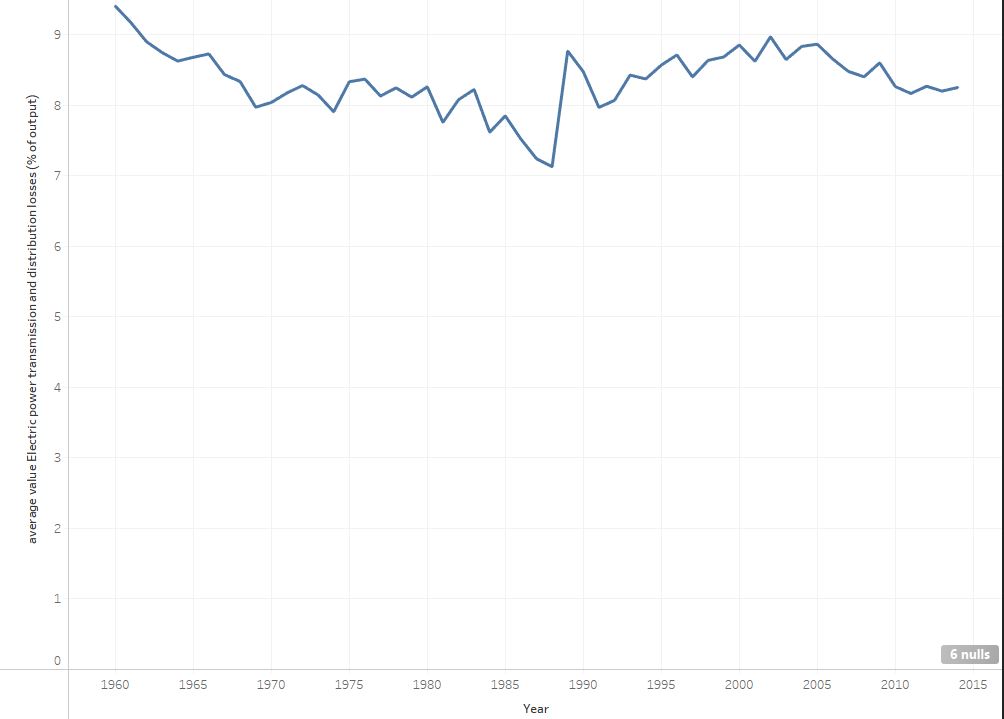 average value Electric power transmission and distribution losses (% of output)
9
8
7
6
5
4
3
2
1
0
6 nulls
1960 1965 1970 1975 1980 1985 1990 1995 2000 2005 2010 2015
Year